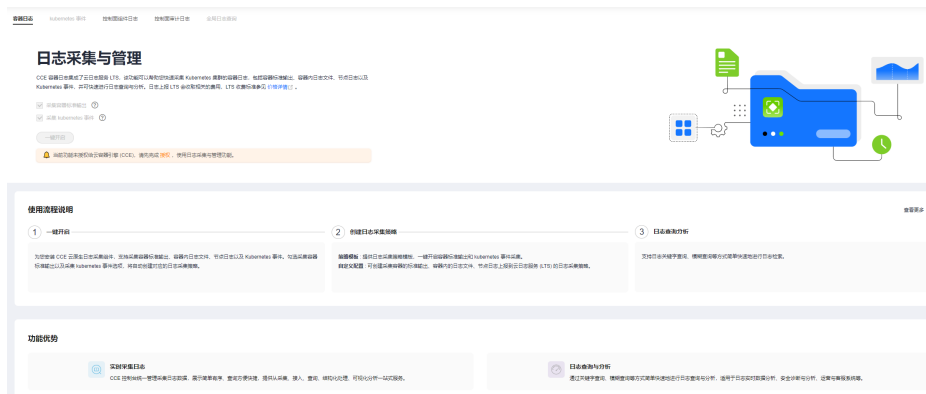 容器日志 kubernetes 事件 控制面组件日志 控制面审计日志 全局日志查询
日志采集与管理
CCE 容器日志集成了云日志服务 LTS，该功能可以帮助您快速采集 Kubernetes 集群的容器日志，包括容器标准输出、容器内日志文件、节点日志以及
Kubernetes 事件，并可快速进行日志查询与分析。日志上报 LTS 会收取相关的费用，LTS 收费标准参见 价格详情。
采集容器标准输出
采集 kubernetes 事件
一键开启
当前功能未授权给云容器引擎 (CCE)，请先完成 授权，使用日志采集与管理功能。
使用流程说明 查看更多
1 一键开启 2 创建日志采集策略 3 日志查询分析
为您安装 CCE 云原生日志采集组件，支持采集容器标准输出、容器内日志文件、节点日志以及 Kubernetes 事件。勾选采集容器
标准输出以及采集 kubernetes 事件选项，将自动创建对应的日志采集策略。
策略模板：提供日志采集策略模板，一键开启容器标准输出和 kubernetes 事件采集。
自定义配置：可创建采集容器的标准输出、容器内的日志文件、节点日志上报到云日志服务 (LTS) 的日志采集策略。
支持日志关键字查询、模糊查询等方式简单快速地进行日志检索。
功能优势
实时采集日志
CCE 控制台统一管理采集日志数据，展示简单有序、查询方便快捷，提供从采集、接入、查询、结构化处理、可视化分析一站式服务。
日志查询与分析
通过关键字查询、模糊查询等方式简单快速地进行日志查询与分析，适用于日志实时数据分析、安全诊断与分析、运营与客服系统等。